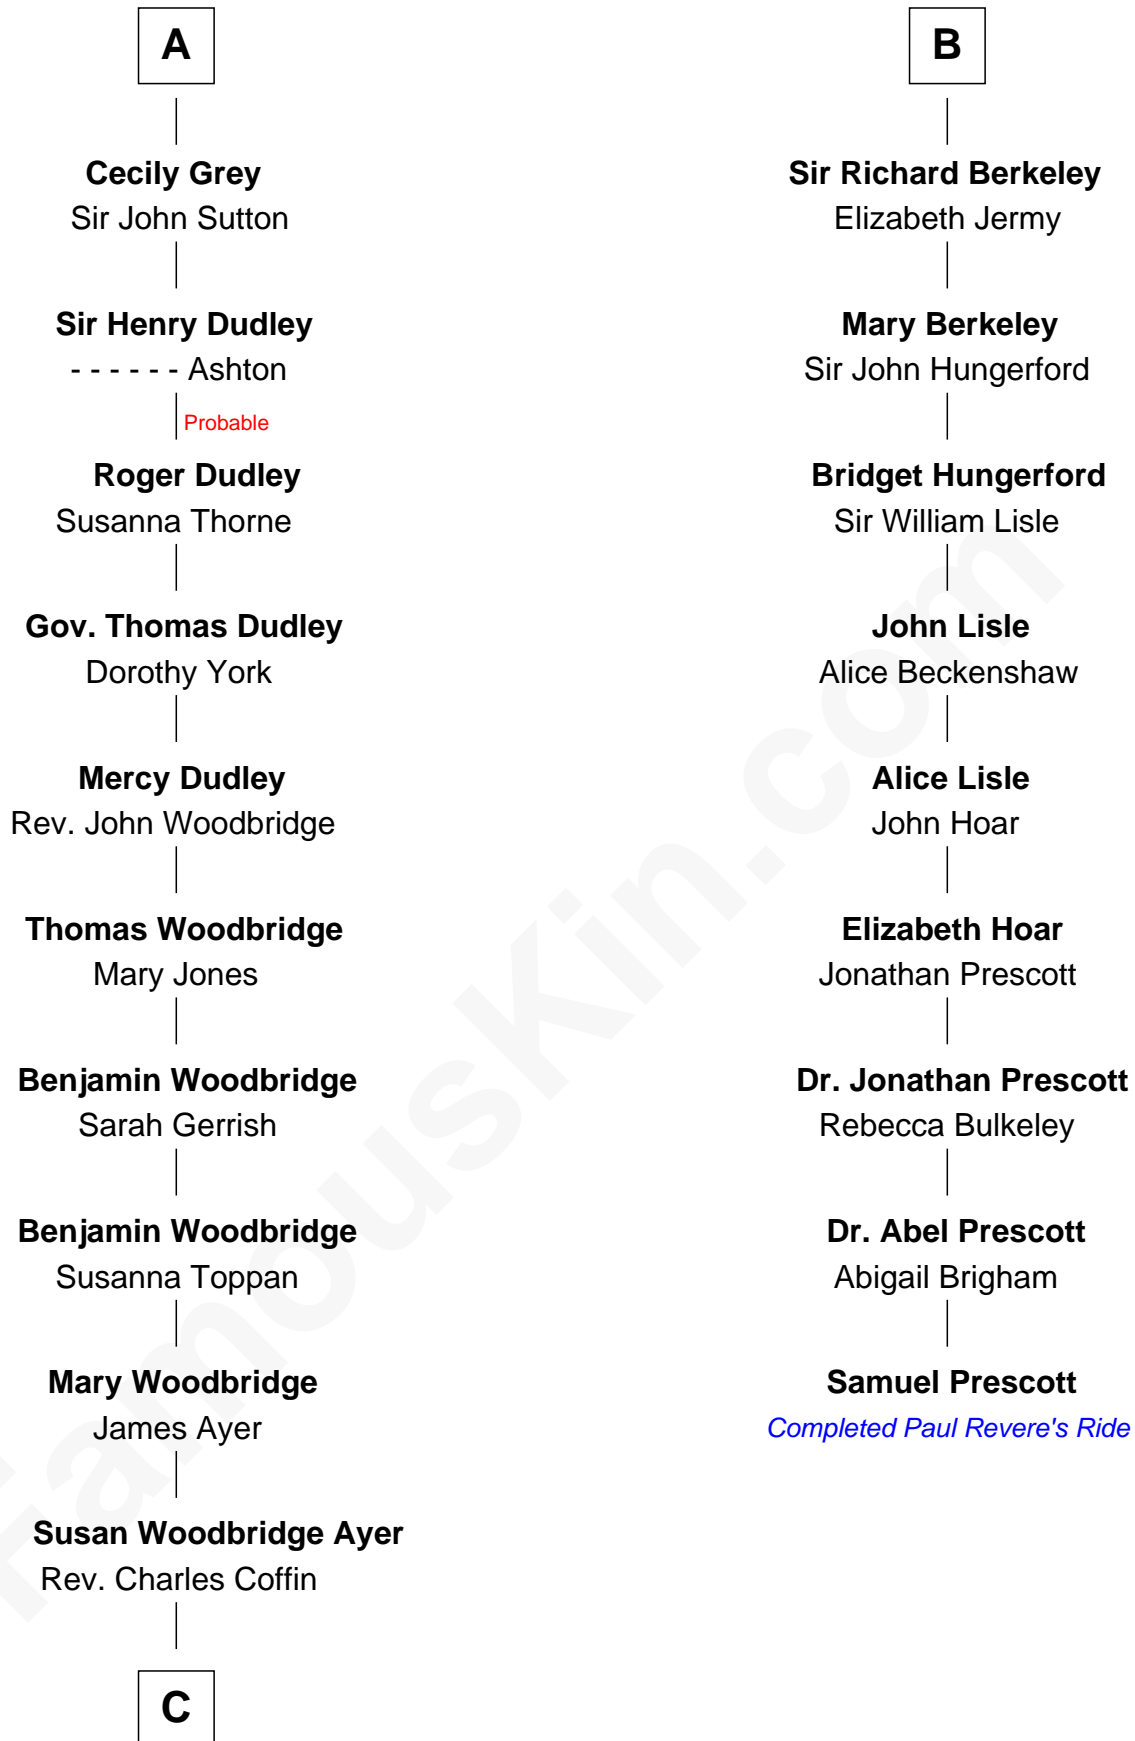 A
Cecily Grey
Sir John Sutton
Sir Henry Dudley
- - - - - - Ashton
Probable
Roger Dudley
Susanna Thorne
Gov. Thomas Dudley
Dorothy York
Mercy Dudley
Rev. John Woodbridge
Thomas Woodbridge
Mary Jones
Benjamin Woodbridge
Sarah Gerrish
Benjamin Woodbridge
Susanna Toppan
Mary Woodbridge
James Ayer
Susan Woodbridge Ayer
Rev. Charles Coffin
C
B
Sir Richard Berkeley
Elizabeth Jermy
Mary Berkeley
Sir John Hungerford
Bridget Hungerford
Sir William Lisle
John Lisle
Alice Beckenshaw
Alice Lisle
John Hoar
Elizabeth Hoar
Jonathan Prescott
Dr. Jonathan Prescott
Rebecca Bulkeley
Dr. Abel Prescott
Abigail Brigham
Samuel Prescott
Completed Paul Revere's Ride
FamousKin.com